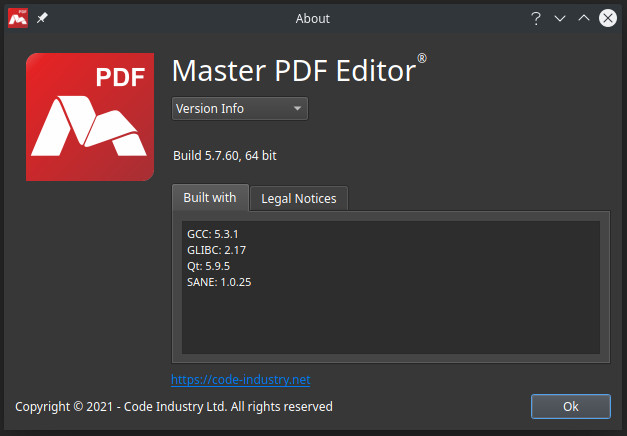 About
PDF
Master PDF Editor®
Version Info
Build 5.7.60, 64 bit
Built with
Legal Notices
GCC: 5.3.1
GLIBC: 2.17
Qt: 5.9.5
SANE: 1.0.25
https://code-industry.net
Copyright © 2021 - Code Industry Ltd. All rights reserved
Ok